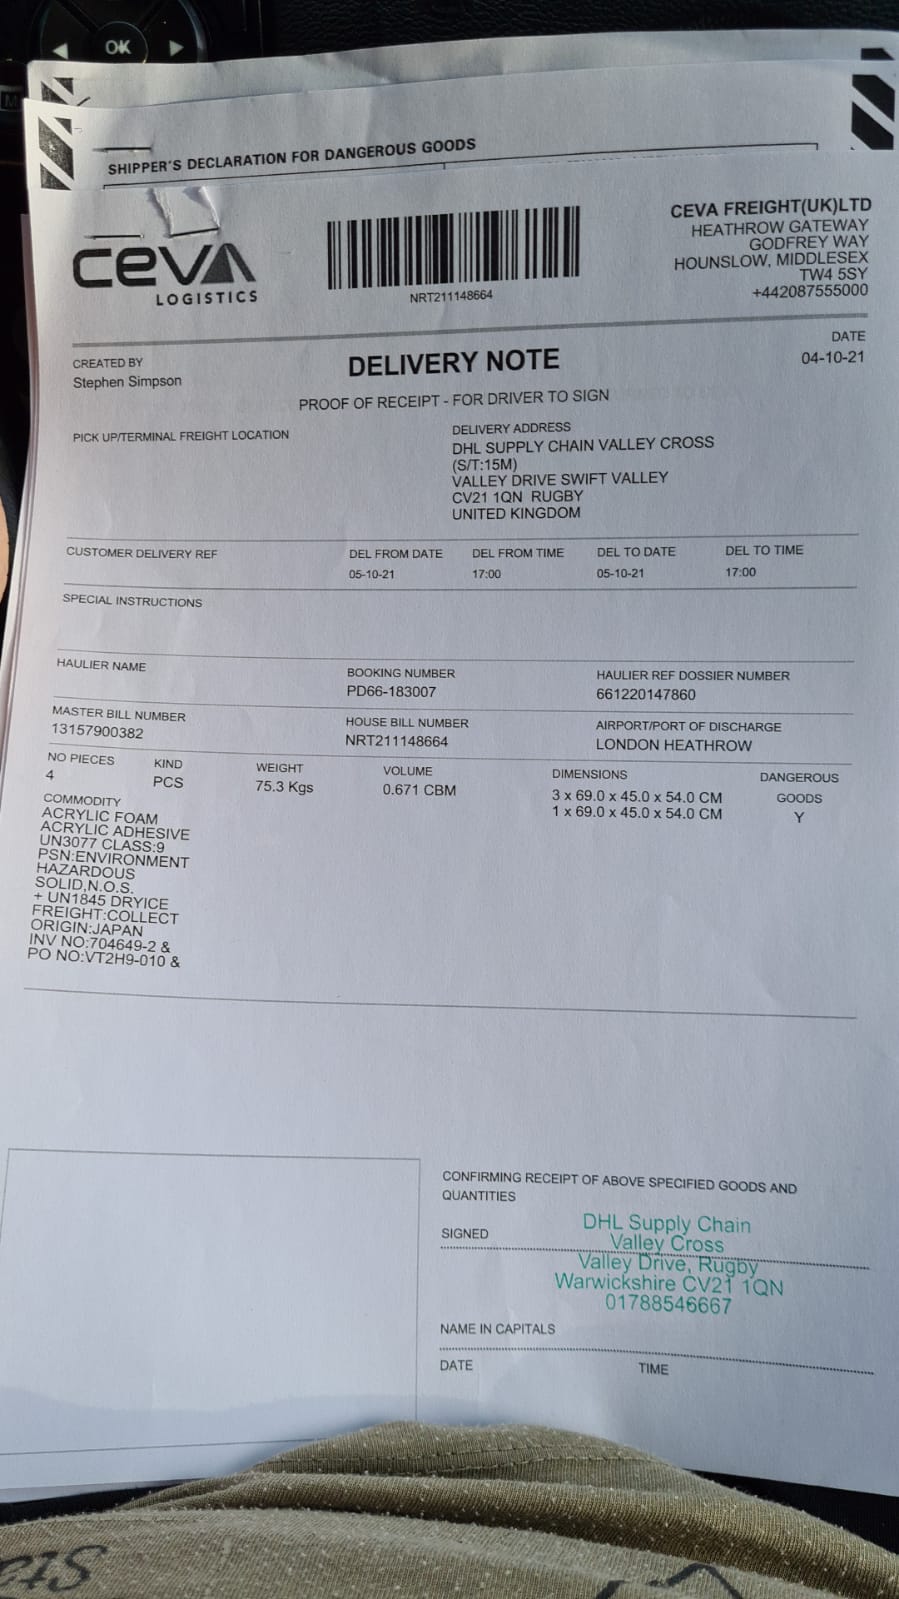 OK
SHIPPER'S DECLARATION FOR DANGEROUS GOODS
CEVA
LOGISTICS
NRT211148664
CEVA FREIGHT(UK)LTD
HEATHROW GATEWAY
GODFREY WAY
HOUNSLOW, MIDDLESEX
TW4 5SY
+442087555000
CREATED BY
Stephen Simpson
DELIVERY NOTE
DATE
04-10-21
PROOF OF RECEIPT - FOR DRIVER TO SIGN
PICK UP/TERMINAL FREIGHT LOCATION
DELIVERY ADDRESS
DHL SUPPLY CHAIN VALLEY CROSS
(S/T:15M)
VALLEY DRIVE SWIFT VALLEY
CV21 1QN RUGBY
UNITED KINGDOM
CUSTOMER DELIVERY REF
DEL FROM DATE DEL FROM TIME DEL TO DATE DEL TO TIME
05-10-21 17:00 05-10-21 17:00
SPECIAL INSTRUCTIONS
HAULIER NAME
BOOKING NUMBER
PD66-183007
HAULIER REF DOSSIER NUMBER
661220147860
MASTER BILL NUMBER
13157900382
HOUSE BILL NUMBER
NRT211148664
AIRPORT/PORT OF DISCHARGE
LONDON HEATHROW
NO PIECES
4
KIND
PCS
WEIGHT
75.3 Kgs
VOLUME
0.671 CBM
DIMENSIONS
3 x 69.0 x 45.0 x 54.0 CM
1 x 69.0 x 45.0 x 54.0 CM
DANGEROUS
GOODS
Y
COMMODITY
ACRYLIC FOAM
ACRYLIC ADHESIVE
UN3077 CLASS:9
PSN:ENVIRONMENT
HAZARDOUS
SOLID,N.O.S.
+ UN1845 DRYICE
FREIGHT:COLLECT
ORIGIN:JAPAN
INV NO:704649-2 &
PO NO:VT2H9-010 &
CONFIRMING RECEIPT OF ABOVE SPECIFIED GOODS AND
QUANTITIES
SIGNED
DHL Supply Chain
Valley Cross
Valley Drive, Rugby
Warwickshire CV21 1QN
01788546667
NAME IN CAPITALS
DATE
TIME